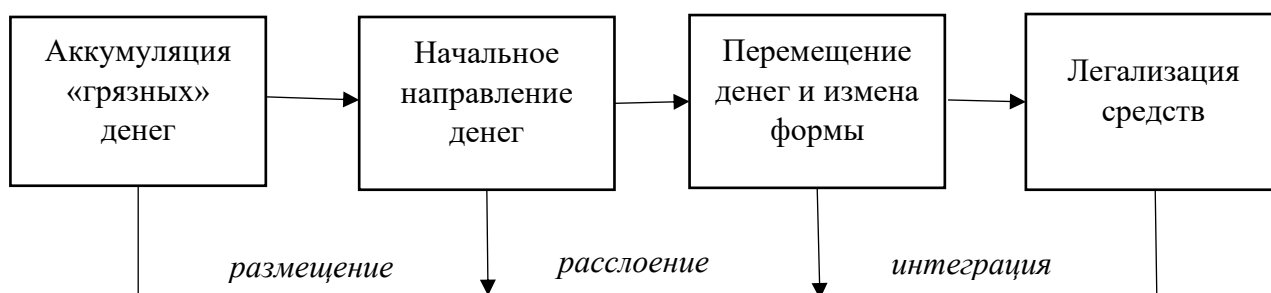 Аккумуляция
«грязных»
денег
Начальное
направление
денег
Перемещение
денег и измена
формы
Легализация
средств
размещение
расслоение
интеграция